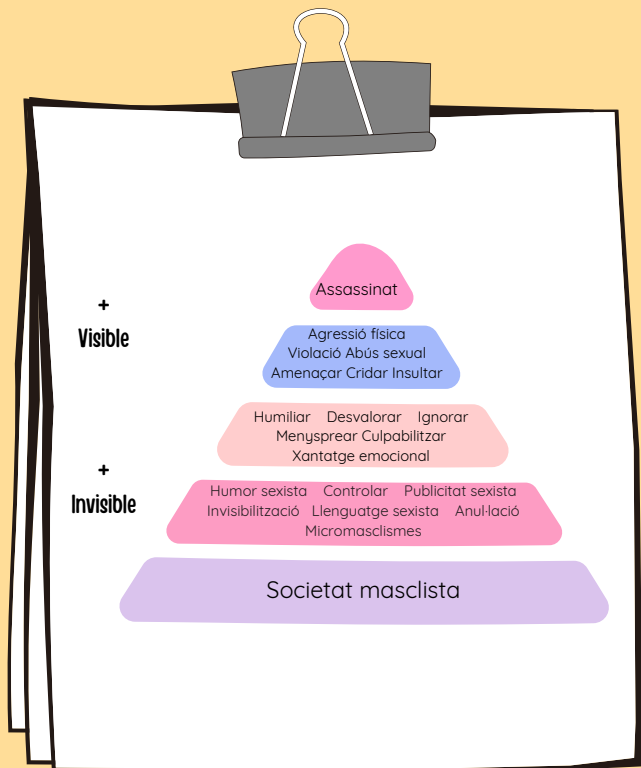 Assassinat
+
Visible
Agressió física
Violació Abús sexual
Amenaçar Cridar Insultar
Humiliar Desvalorar Ignorar
Menysprear Culpabilitzar
Xantatge emocional
+
Invisible
Humor sexista Controlar Publicitat sexista
Invisibilització Llenguatge sexista Anul·lació
Micromasclismes
Societat masclista